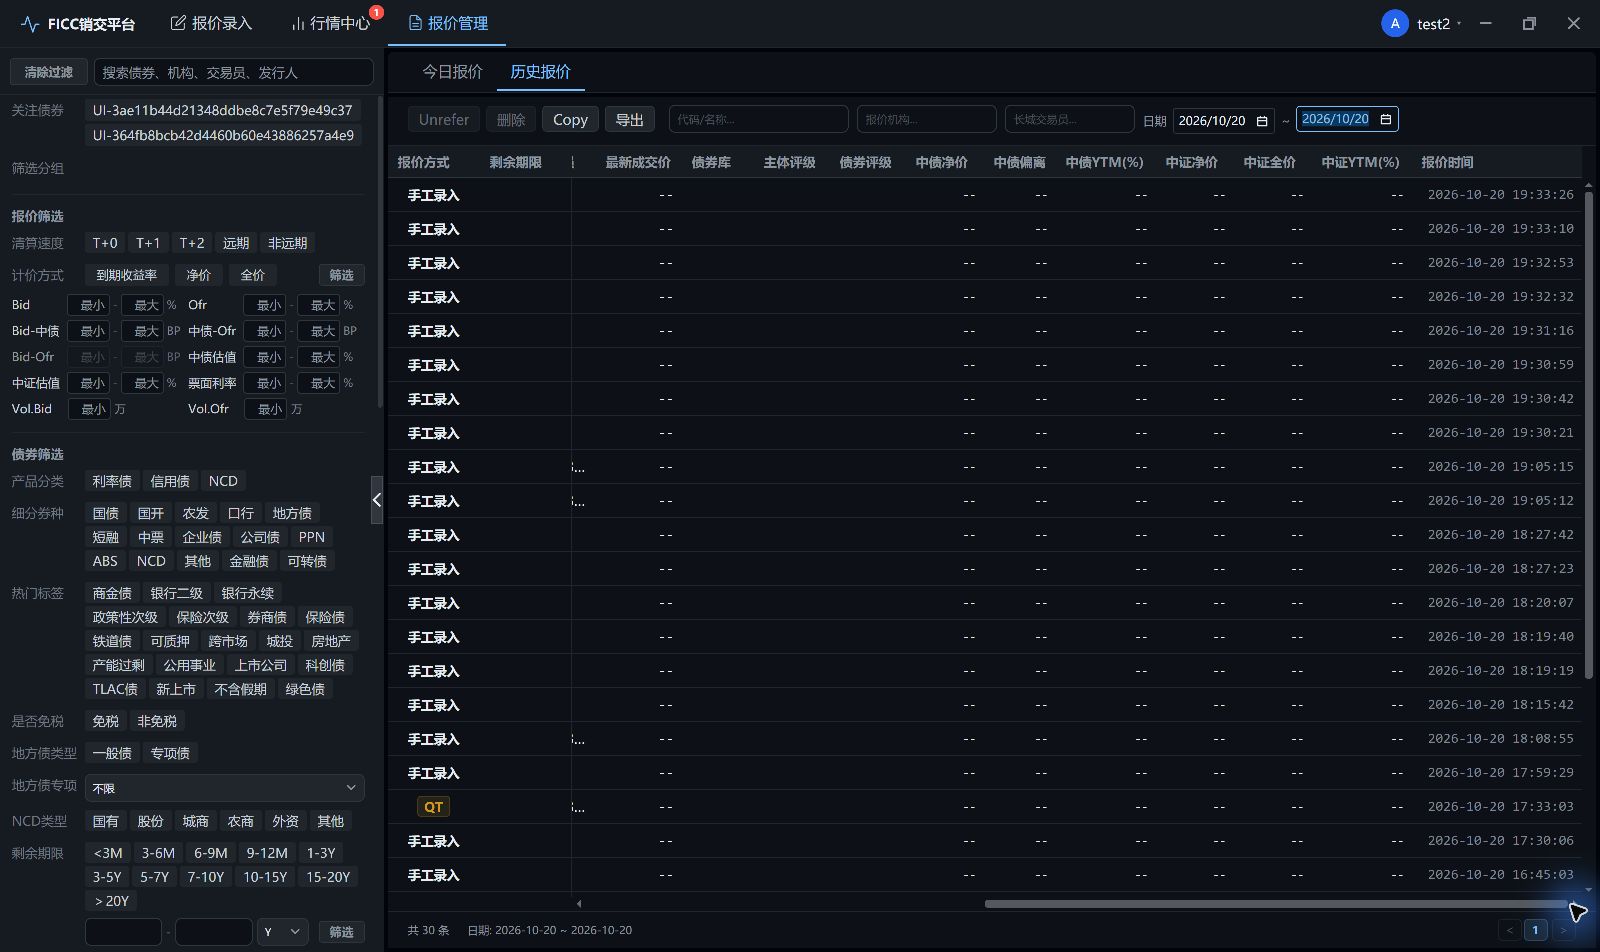 FICC销交平台 报价录入 行情中心 1 报价管理 A test2
清除过滤 搜索债券、机构、交易员、发行人
关注债券 UI-3ae11b44d21348ddbe8c7e5f79e49c37
UI-364fb8bcb42d4460b60e43886257a4e9
筛选分组
报价筛选
清算速度 T+0 T+1 T+2 远期 非远期
计价方式 到期收益率 净价 全价 筛选
Bid 最小 - 最大 % Ofr 最小 - 最大 %
Bid-中债 最小 - 最大 BP 中债-Ofr 最小 - 最大 BP
Bid-Ofr 最小 - 最大 BP 中债估值 最小 - 最大 %
中证估值 最小 - 最大 % 票面利率 最小 - 最大 %
Vol.Bid 最小 万 Vol.Ofr 最小 万
债券筛选
产品分类 利率债 信用债 NCD
细分券种 国债 国开 农发 口行 地方债
短融 中票 企业债 公司债 PPN
ABS NCD 其他 金融债 可转债
热门标签 商金债 银行二级 银行永续
政策性次级 保险次级 券商债 保险债
铁道债 可质押 跨市场 城投 房地产
产能过剩 公用事业 上市公司 科创债
TLAC债 新上市 不含假期 绿色债
是否免税 免税 非免税
地方债类型 一般债 专项债
地方债专项 不限
NCD类型 国有 股份 城商 农商 外资 其他
剩余期限 <3M 3-6M 6-9M 9-12M 1-3Y
3-5Y 5-7Y 7-10Y 10-15Y 15-20Y
> 20Y
- Y 筛选
今日报价 历史报价
Unrefer 删除 Copy 导出 代码/名称... 报价机构... 长城交易员... 日期 2026/10/20 ~ 2026/10/20
报价方式 剩余期限 最新成交价 债券库 主体评级 债券评级 中债净价 中债偏离 中债YTM(%) 中证净价 中证全价 中证YTM(%) 报价时间
手工录入 -- -- -- -- -- -- -- 2026-10-20 19:33:26
手工录入 -- -- -- -- -- -- -- 2026-10-20 19:33:10
手工录入 -- -- -- -- -- -- -- 2026-10-20 19:32:53
手工录入 -- -- -- -- -- -- -- 2026-10-20 19:32:32
手工录入 -- -- -- -- -- -- -- 2026-10-20 19:31:16
手工录入 -- -- -- -- -- -- -- 2026-10-20 19:30:59
手工录入 -- -- -- -- -- -- -- 2026-10-20 19:30:42
手工录入 -- -- -- -- -- -- -- 2026-10-20 19:30:21
手工录入 ... -- -- -- -- -- -- -- 2026-10-20 19:05:15
手工录入 ... -- -- -- -- -- -- -- 2026-10-20 19:05:12
手工录入 -- -- -- -- -- -- -- 2026-10-20 18:27:42
手工录入 -- -- -- -- -- -- -- 2026-10-20 18:27:23
手工录入 -- -- -- -- -- -- -- 2026-10-20 18:20:07
手工录入 -- -- -- -- -- -- -- 2026-10-20 18:19:40
手工录入 -- -- -- -- -- -- -- 2026-10-20 18:19:19
手工录入 -- -- -- -- -- -- -- 2026-10-20 18:15:42
手工录入 ... -- -- -- -- -- -- -- 2026-10-20 18:08:55
手工录入 -- -- -- -- -- -- -- 2026-10-20 17:59:29
QT ... -- -- -- -- -- -- -- 2026-10-20 17:33:03
手工录入 -- -- -- -- -- -- -- 2026-10-20 17:30:06
手工录入 -- -- -- -- -- -- -- 2026-10-20 16:45:03
共 30 条 日期: 2026-10-20 ~ 2026-10-20 < 1 >